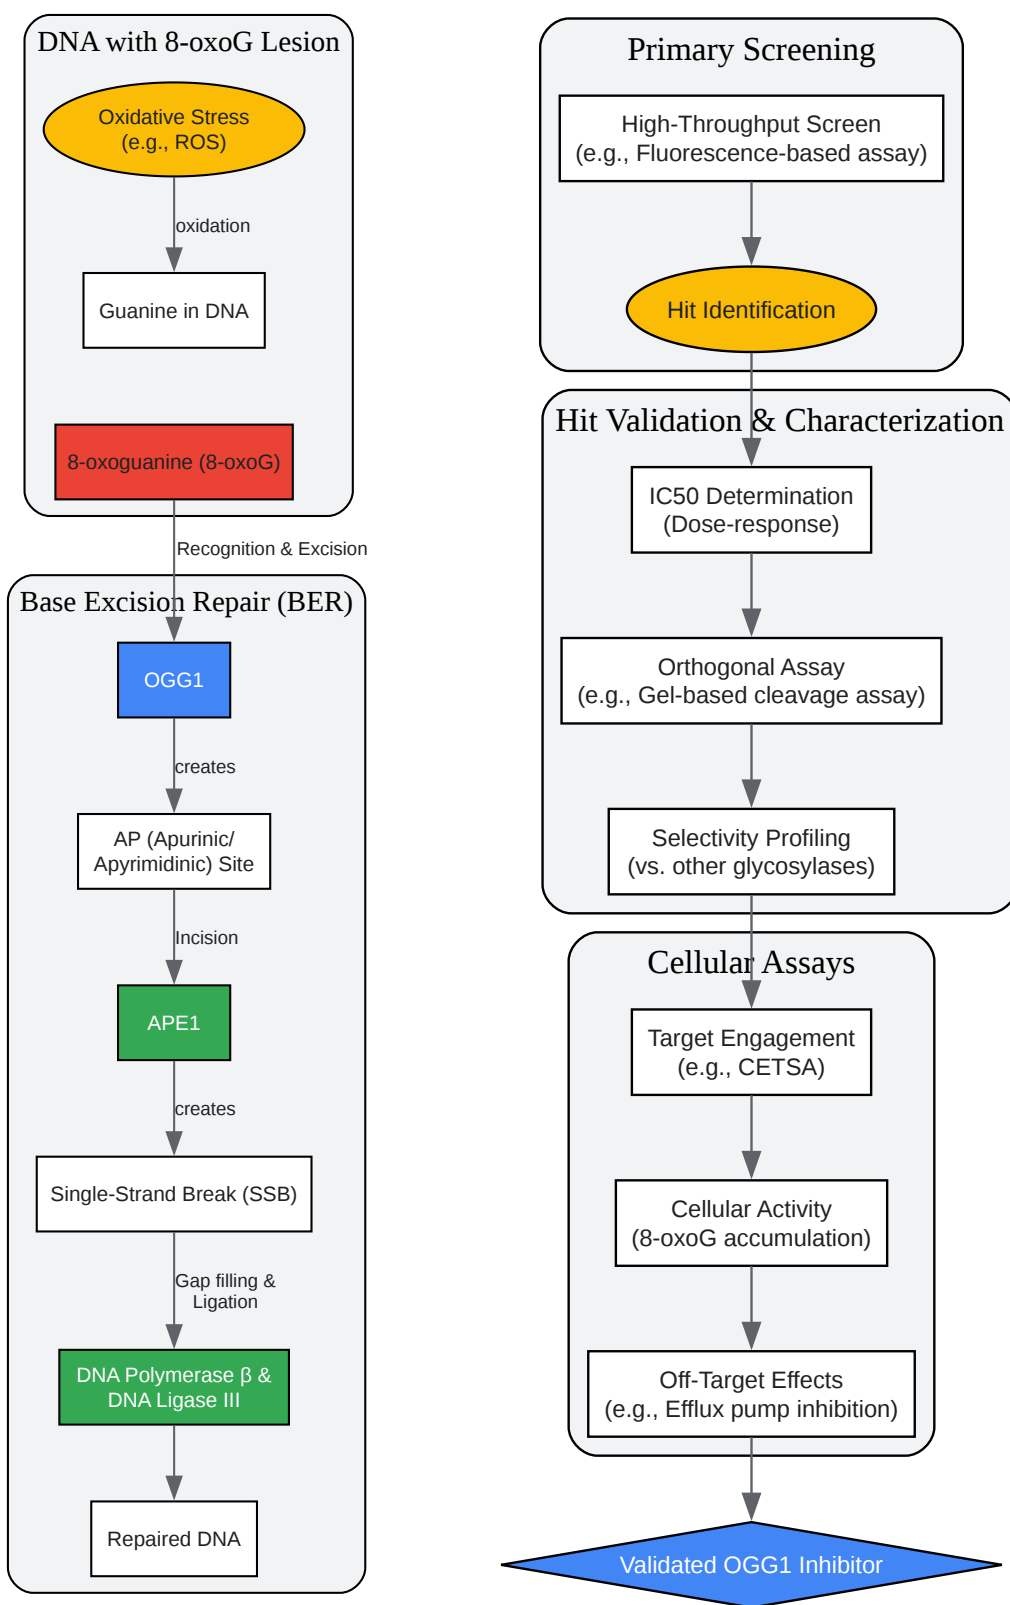 DNA with 8-oxoG Lesion
Oxidative Stress
(e.g., ROS)
oxidation
Guanine in DNA
8-oxoguanine (8-oxoG)
Recognition & Excision
Base Excision Repair (BER)
OGG1
creates
AP (Apurinic/
Apyrimidinic) Site
Incision
APE1
creates
Single-Strand Break (SSB)
Gap filling &
Ligation
DNA Polymerase β &
DNA Ligase III
Repaired DNA
Primary Screening
High-Throughput Screen
(e.g., Fluorescence-based assay)
Hit Identification
Hit Validation & Characterization
IC50 Determination
(Dose-response)
Orthogonal Assay
(e.g., Gel-based cleavage assay)
Selectivity Profiling
(vs. other glycosylases)
Cellular Assays
Target Engagement
(e.g., CETSA)
Cellular Activity
(8-oxoG accumulation)
Off-Target Effects
(e.g., Efflux pump inhibition)
Validated OGG1 Inhibitor